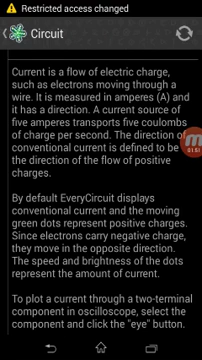 Restricted access changed
Circuit
Current is a flow of electric charge,
such as electrons moving through a
wire. It is measured in amperes (A) and
it has a direction. A current source of
five amperes transports five coulombs
of charge per second. The direction of
conventional current is defined to be
the direction of the flow of positive
charges.
01:51
By default EveryCircuit displays
conventional current and the moving
green dots represent positive charges.
Since electrons carry negative charge,
they move in the opposite direction.
The speed and brightness of the dots
represent the amount of current.
To plot a current through a two-terminal
component in oscilloscope, select the
component and click the "eye" button.